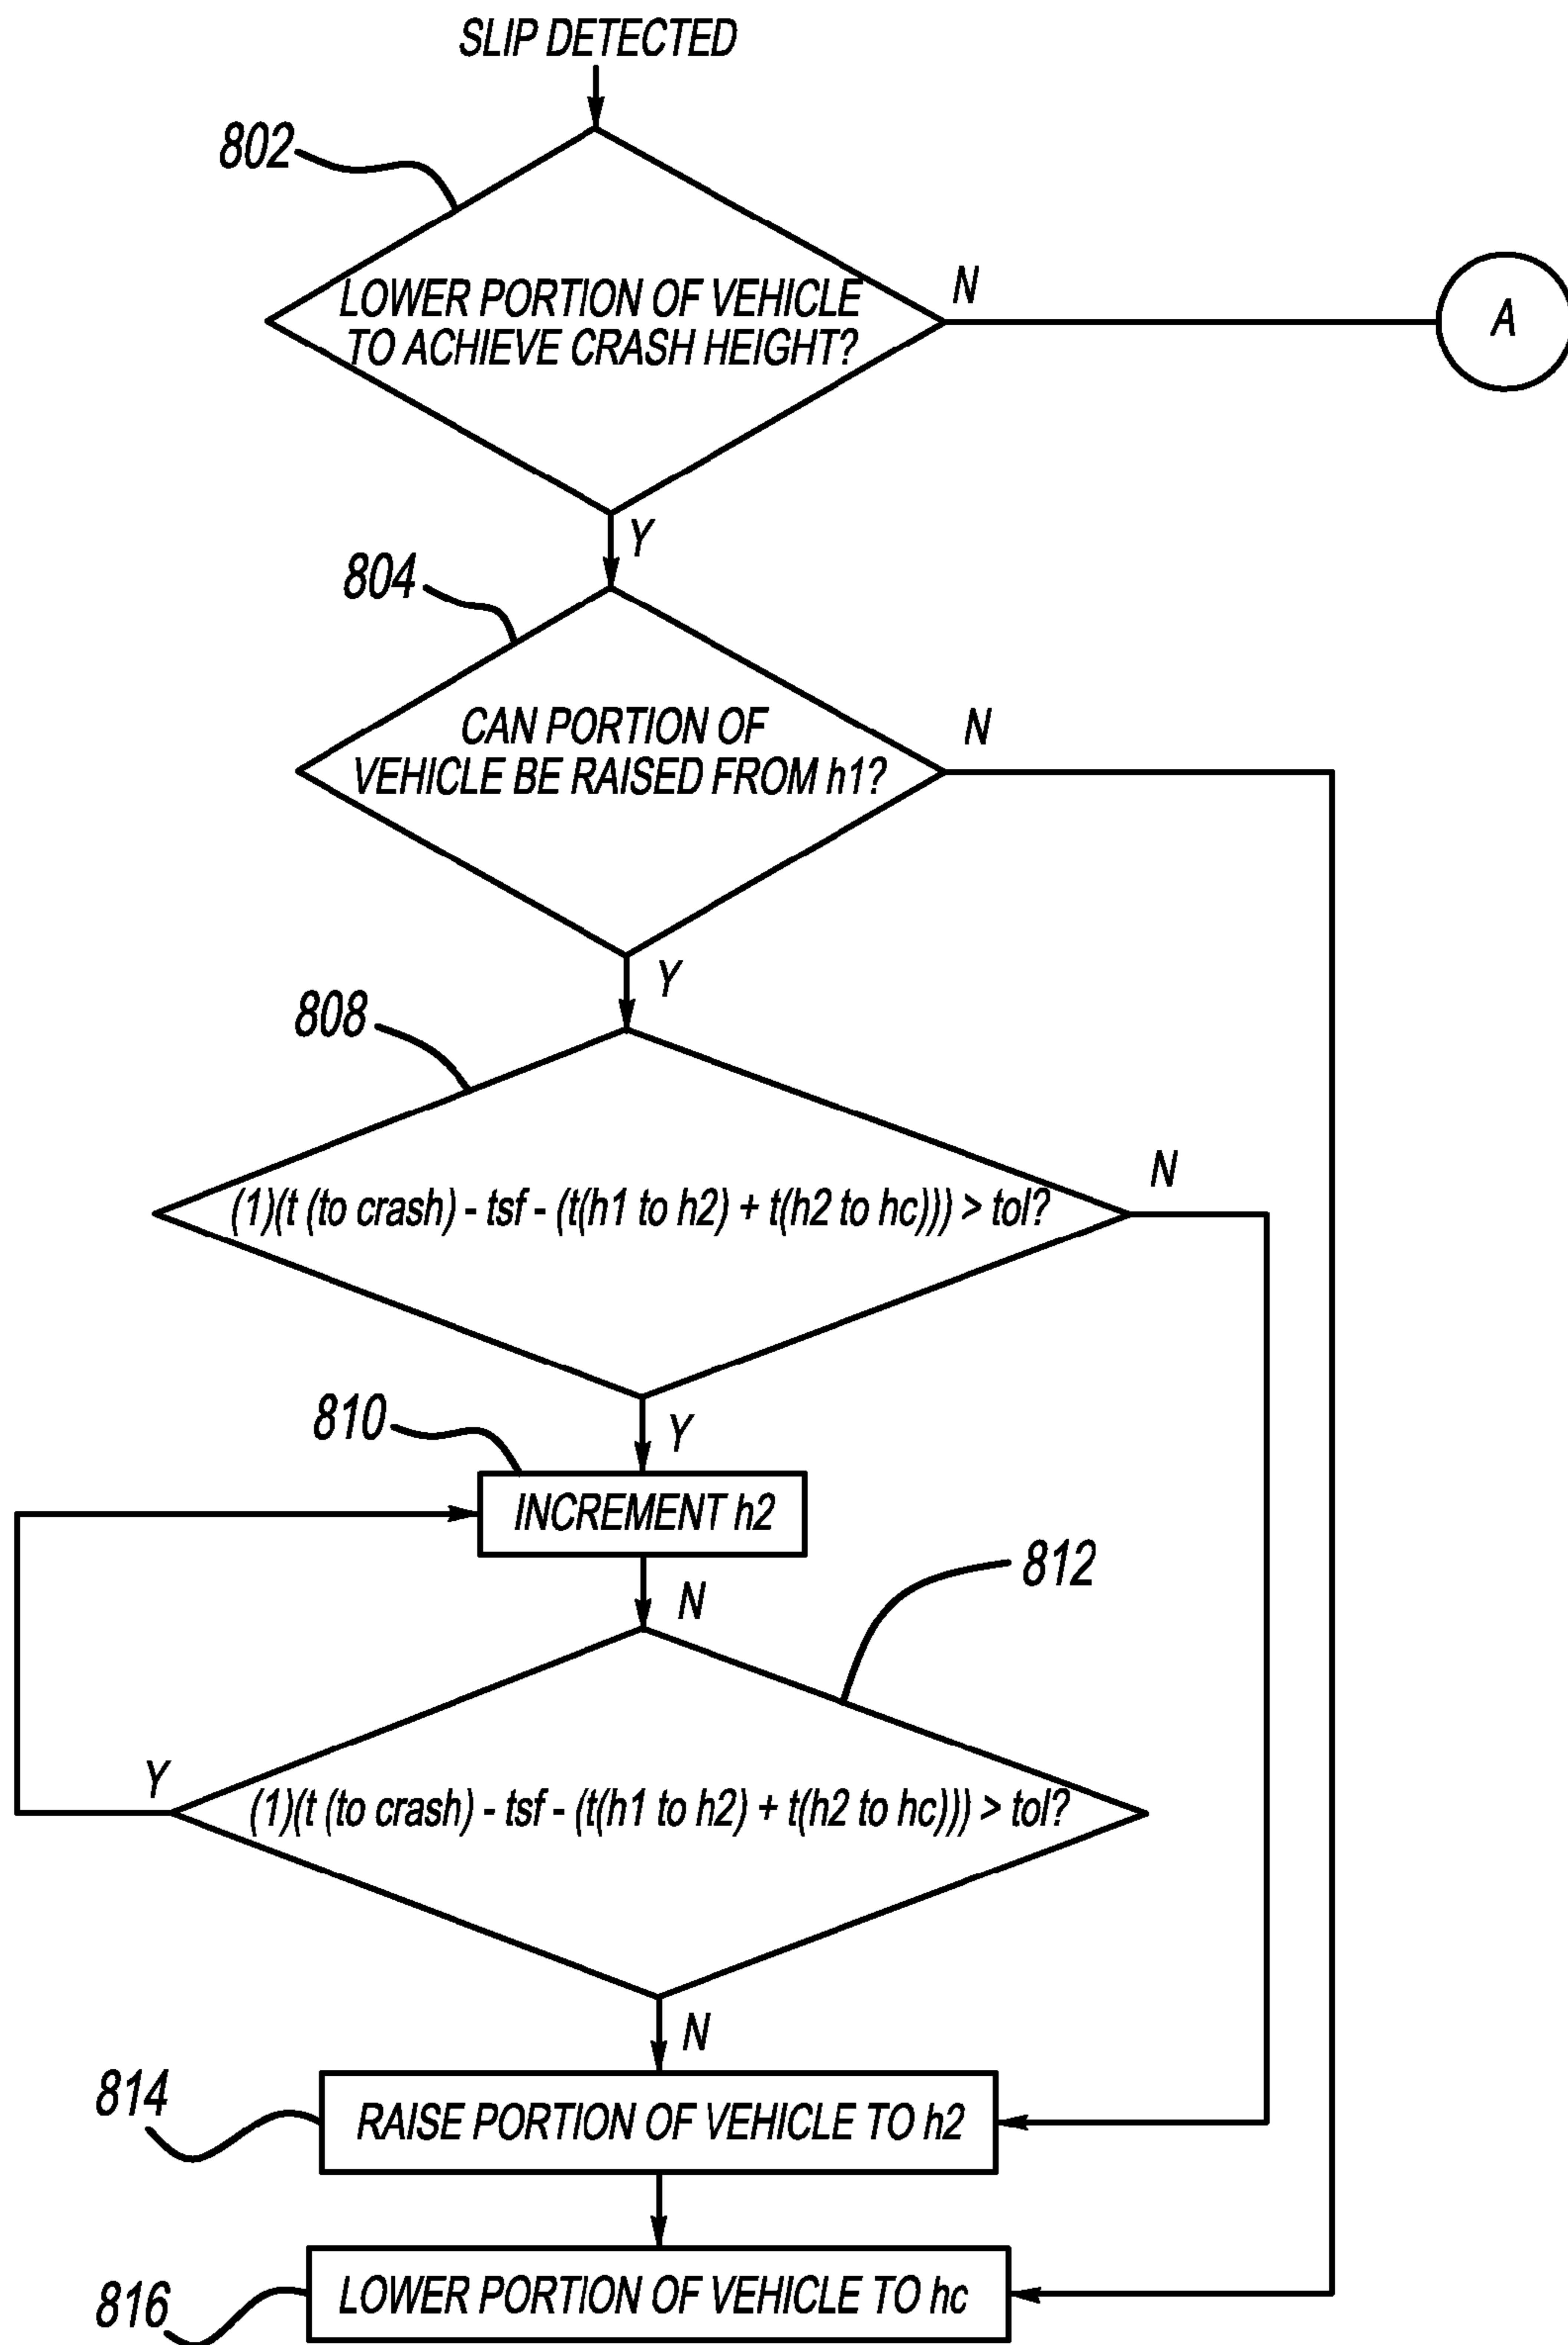 SLIP DETECTED
802
LOWER PORTION OF VEHICLE
TO ACHIEVE CRASH HEIGHT?
N
A
Y
804
CAN PORTION OF
VEHICLE BE RAISED FROM h1?
N
Y
808
(1)(t (to crash) - tsf - (t(h1 to h2) + t(h2 to hc))) > tol?
N
Y
810
INCREMENT h2
N
812
(1)(t (to crash) - tsf - (t(h1 to h2) + t(h2 to hc))) > tol?
Y
N
814
RAISE PORTION OF VEHICLE TO h2
816
LOWER PORTION OF VEHICLE TO hc